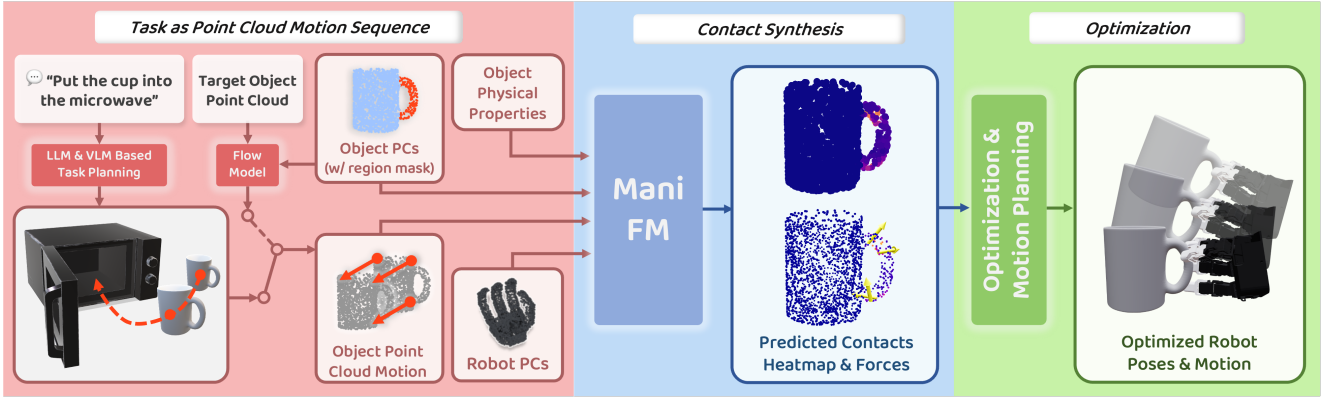 Task as Point Cloud Motion Sequence
"Put the cup into
the microwave"
Target Object
Point Cloud
LLM & VLM Based
Task Planning
Flow
Model
Object PCs
(w/ region mask)
Object
Physical
Properties
Object Point
Cloud Motion
Robot PCs
Contact Synthesis
Mani
FM
Predicted Contacts
Heatmap & Forces
Optimization
Optimization &
Motion Planning
Optimized Robot
Poses & Motion